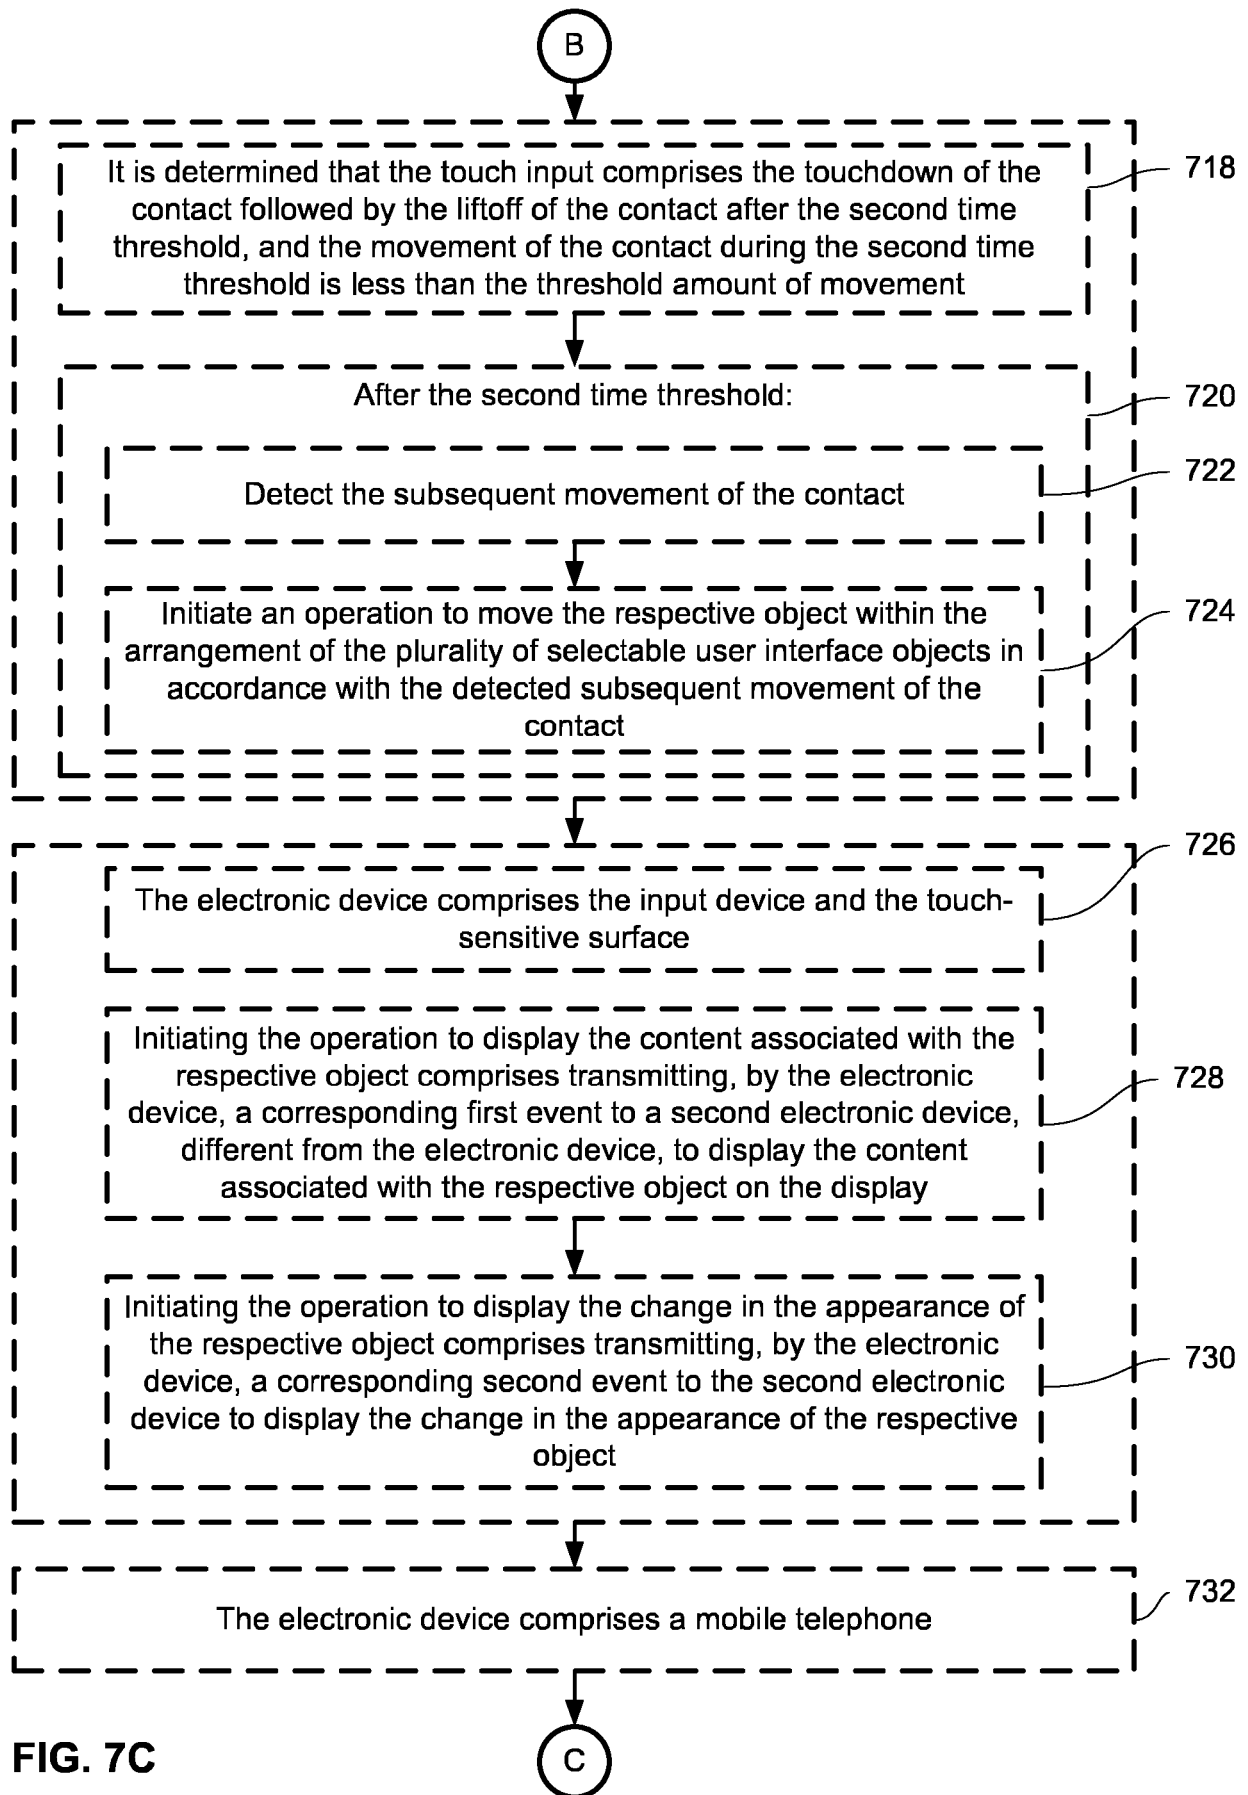 B
It is determined that the touch input comprises the touchdown of the
contact followed by the liftoff of the contact after the second time
threshold, and the movement of the contact during the second time
threshold is less than the threshold amount of movement
718
After the second time threshold:
720
Detect the subsequent movement of the contact
722
Initiate an operation to move the respective object within the
arrangement of the plurality of selectable user interface objects in
accordance with the detected subsequent movement of the
contact
724
The electronic device comprises the input device and the touch-
sensitive surface
726
Initiating the operation to display the content associated with the
respective object comprises transmitting, by the electronic
device, a corresponding first event to a second electronic device,
different from the electronic device, to display the content
associated with the respective object on the display
728
Initiating the operation to display the change in the appearance of
the respective object comprises transmitting, by the electronic
device, a corresponding second event to the second electronic
device to display the change in the appearance of the respective
object
730
The electronic device comprises a mobile telephone
732
C
FIG. 7C